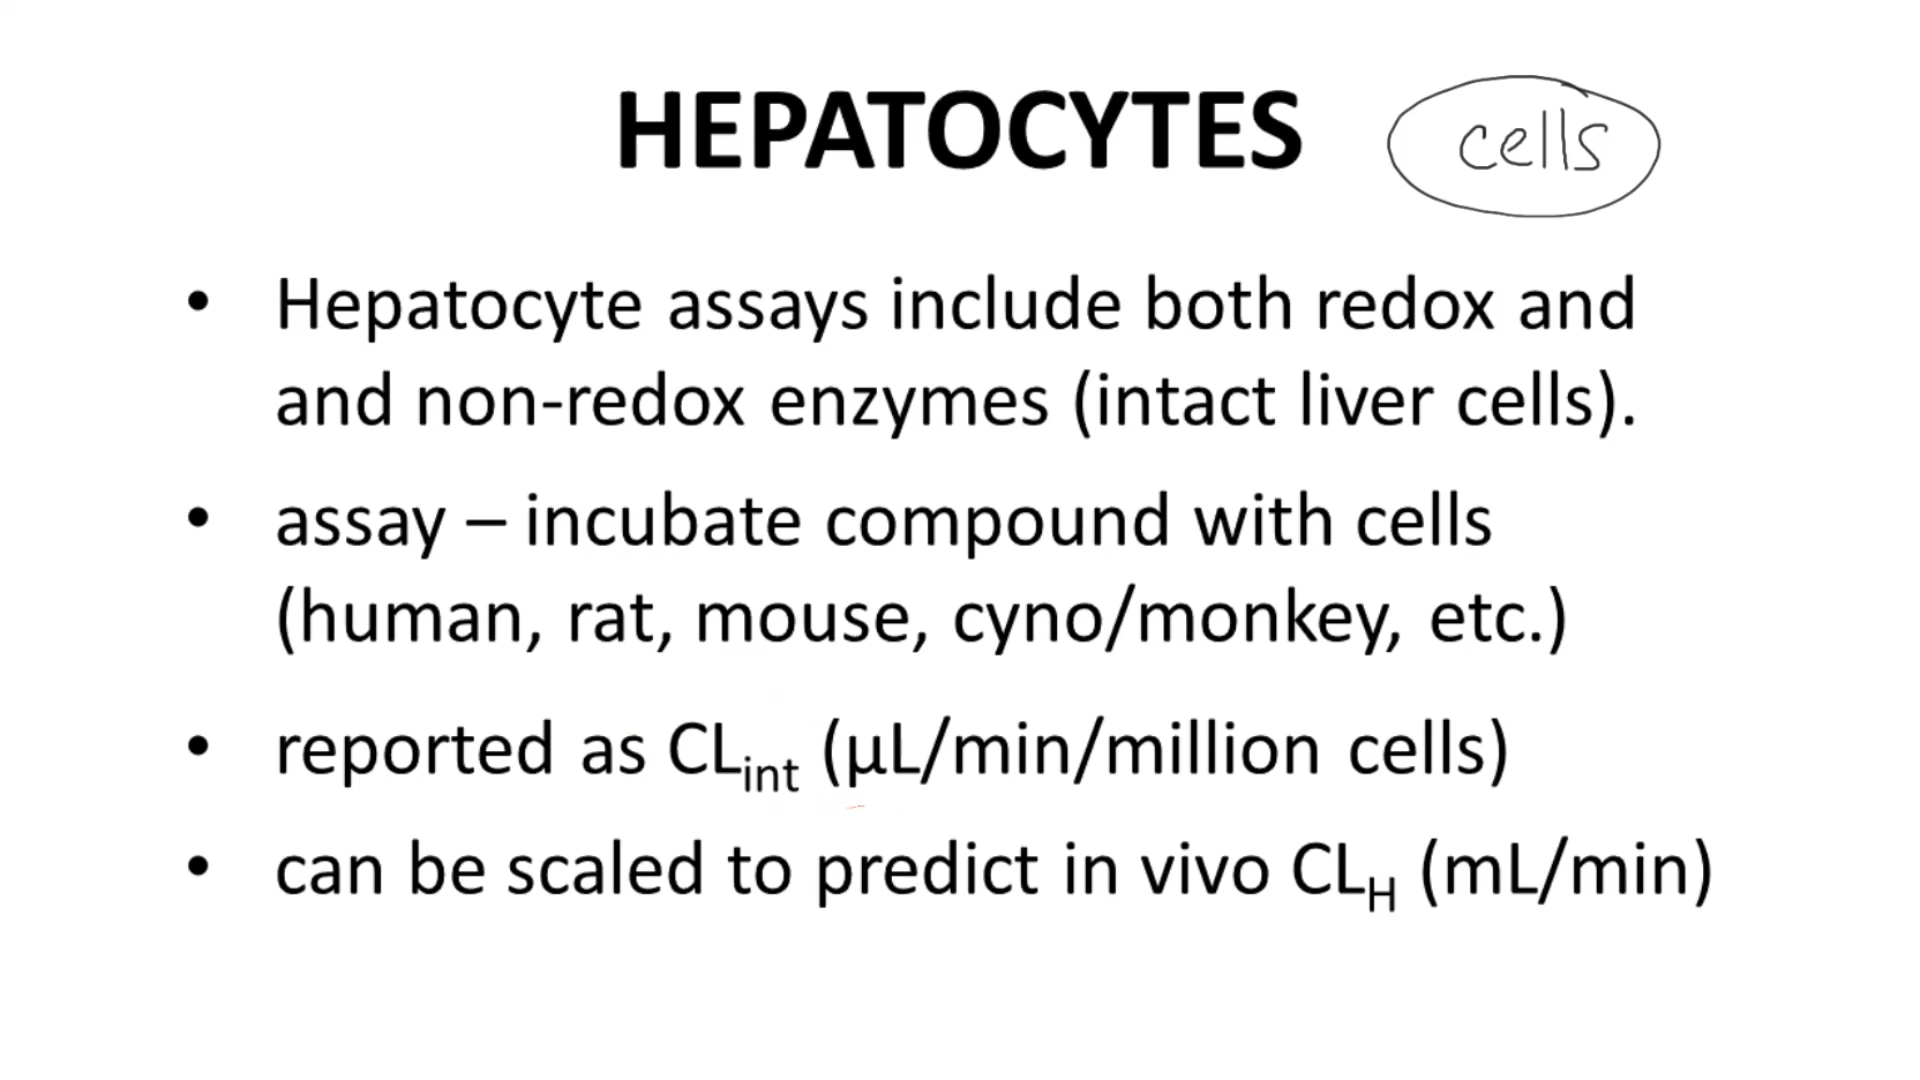 HEPATOCYTES cells
• Hepatocyte assays include both redox and
and non-redox enzymes (intact liver cells).
• assay – incubate compound with cells
(human, rat, mouse, cyno/monkey, etc.)
• reported as CLint (μL/min/million cells)
• can be scaled to predict in vivo CLH (mL/min)